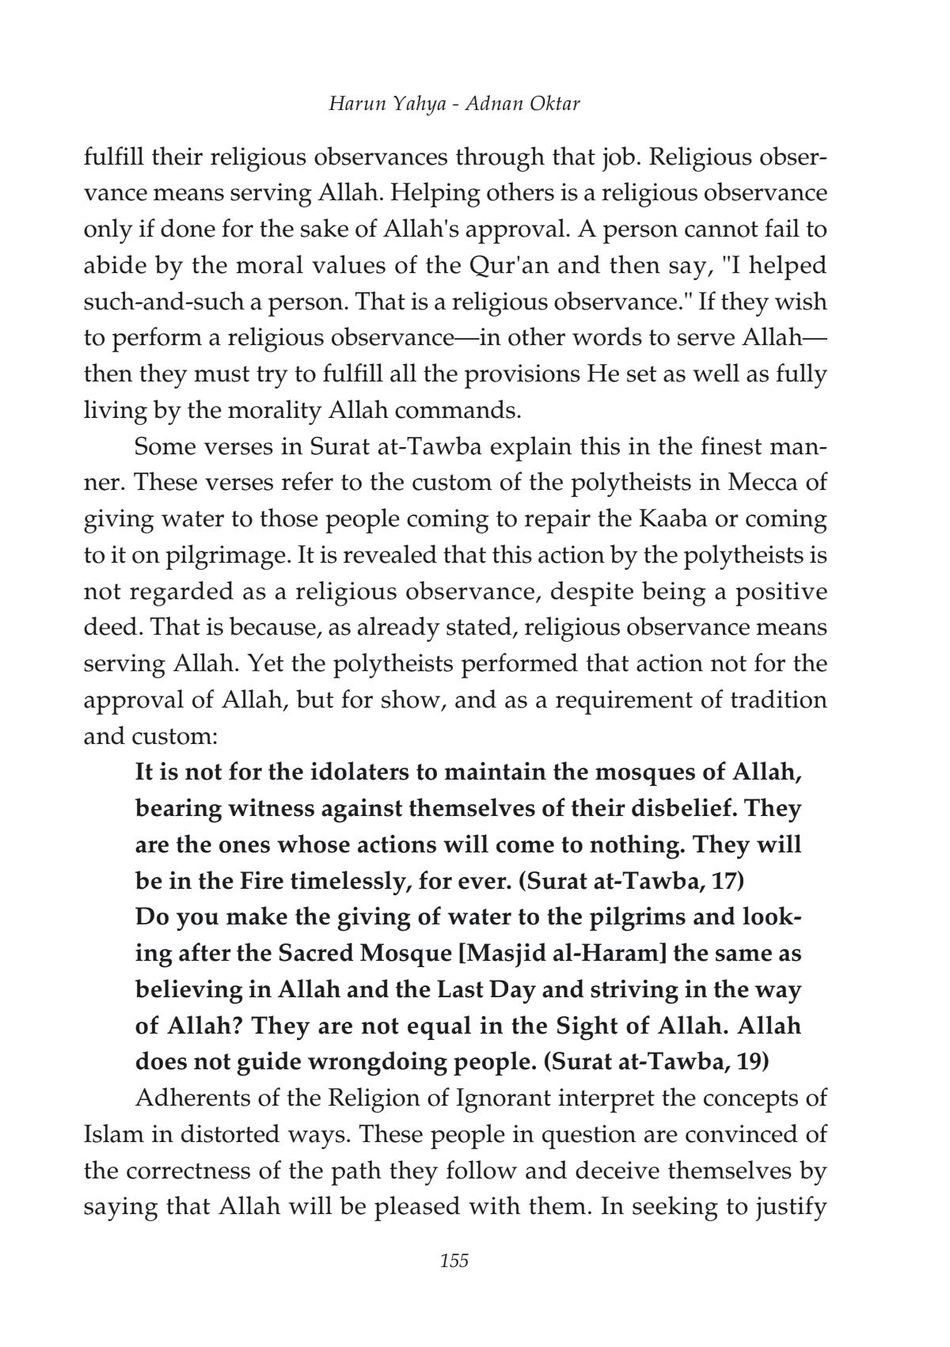 Harun Yahya - Adnan Oktar
fulfill their religious observances through that job. Religious obser-
vance means serving Allah. Helping others is a religious observance
only if done for the sake of Allah's approval. A person cannot fail to
abide by the moral values of the Qur'an and then say, "I helped
such-and-such a person. That is a religious observance." If they wish
to perform a religious observance—in other words to serve Allah—
then they must try to fulfill all the provisions He set as well as fully
living by the morality Allah commands.
Some verses in Surat at-Tawba explain this in the finest man-
ner. These verses refer to the custom of the polytheists in Mecca of
giving water to those people coming to repair the Kaaba or coming
to it on pilgrimage. It is revealed that this action by the polytheists is
not regarded as a religious observance, despite being a positive
deed. That is because, as already stated, religious observance means
serving Allah. Yet the polytheists performed that action not for the
approval of Allah, but for show, and as a requirement of tradition
and custom:
It is not for the idolaters to maintain the mosques of Allah,
bearing witness against themselves of their disbelief. They
are the ones whose actions will come to nothing. They will
be in the Fire timelessly, for ever. (Surat at-Tawba, 17)
Do you make the giving of water to the pilgrims and look-
ing after the Sacred Mosque [Masjid al-Haram] the same as
believing in Allah and the Last Day and striving in the way
of Allah? They are not equal in the Sight of Allah. Allah
does not guide wrongdoing people. (Surat at-Tawba, 19)
Adherents of the Religion of Ignorant interpret the concepts of
Islam in distorted ways. These people in question are convinced of
the correctness of the path they follow and deceive themselves by
saying that Allah will be pleased with them. In seeking to justify
155